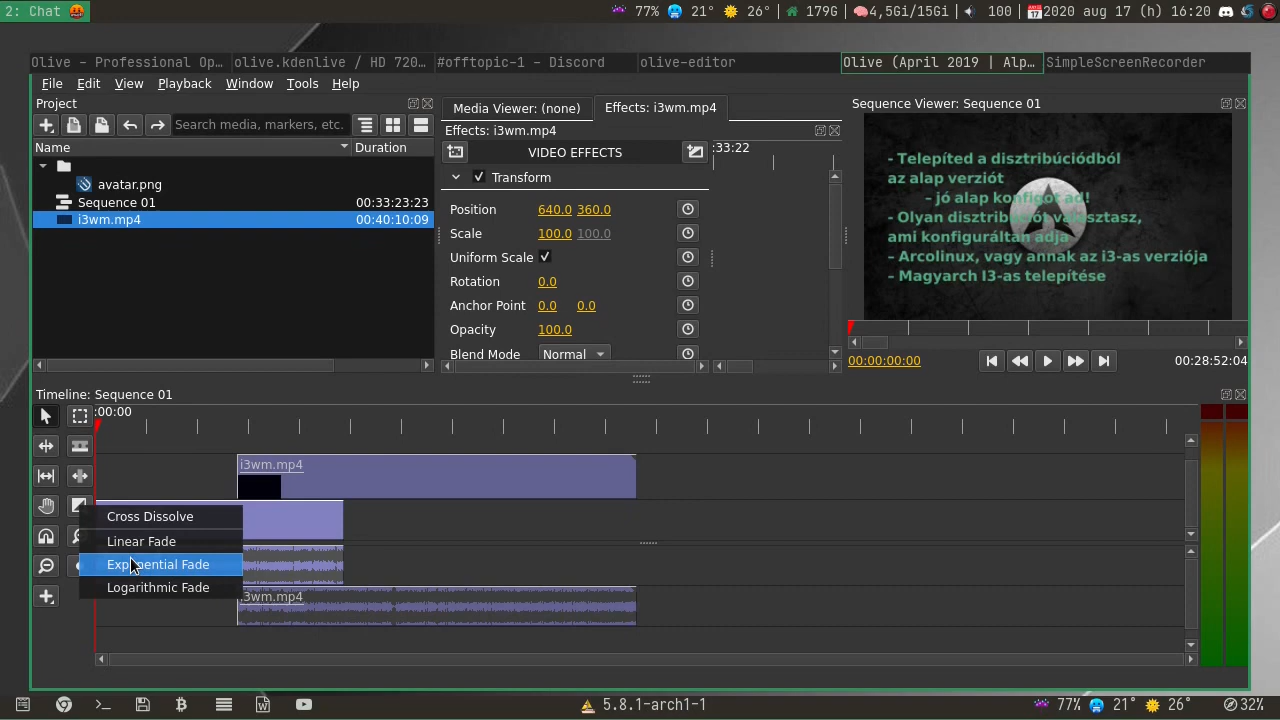 2: Chat
77% 21° 26° 179G 4,5Gi/15Gi 100 2020 aug 17 (h) 16:20
Olive - Professional Op… olive.kdenlive / HD 720… #offtopic-1 - Discord olive-editor Olive (April 2019 | Alp… SimpleScreenRecorder
File Edit View Playback Window Tools Help
Project
Search media, markers, etc.
Name Duration
avatar.png
Sequence 01 00:33:23:23
i3wm.mp4 00:40:10:09
Media Viewer: (none) Effects: i3wm.mp4
Effects: i3wm.mp4
VIDEO EFFECTS :33:22
Transform
Position 640.0 360.0
Scale 100.0 100.0
Uniform Scale
Rotation 0.0
Anchor Point 0.0 0.0
Opacity 100.0
Blend Mode Normal
Sequence Viewer: Sequence 01
- Telepíted a disztribúciódból
az alap verziót
- jó alap konfigot ad!
- Olyan disztribúciót választasz,
ami konfiguráltan adja
- Arcolinux, vagy annak az i3-as verziója
- Magyarch I3-as telepítése
00:00:00:00 00:28:52:04
Timeline: Sequence 01
:00:00
i3wm.mp4
Cross Dissolve
Linear Fade
Exponential Fade
Logarithmic Fade
i3wm.mp4
5.8.1-arch1-1
77% 21° 26° 32%